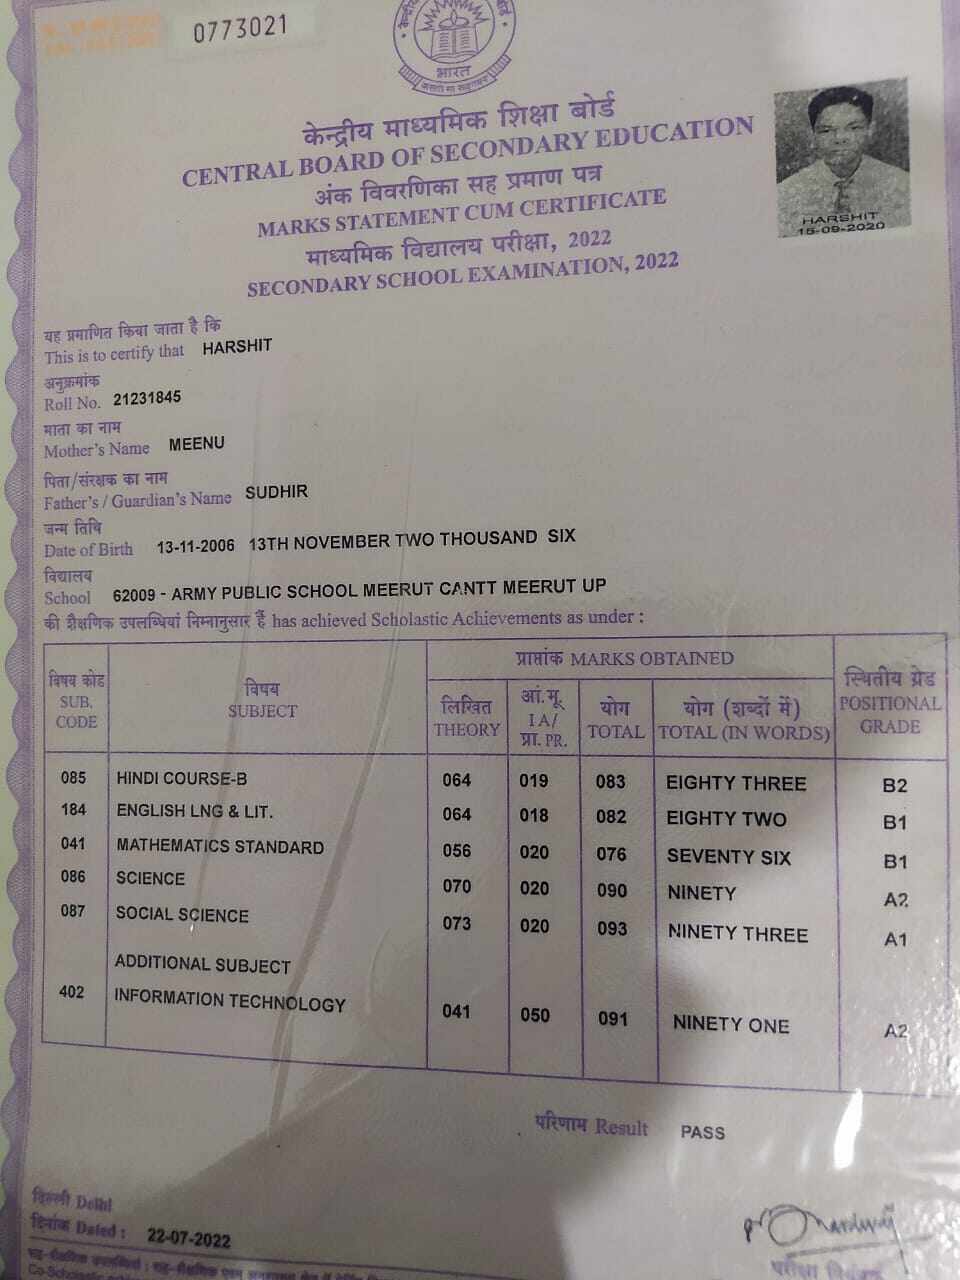 0773021
भारत
असतो मा सद्गमय
केन्द्रीय माध्यमिक शिक्षा बोर्ड
CENTRAL BOARD OF SECONDARY EDUCATION
अंक विवरणिका सह प्रमाण पत्र
MARKS STATEMENT CUM CERTIFICATE
माध्यमिक विद्यालय परीक्षा, 2022
SECONDARY SCHOOL EXAMINATION, 2022
HARSHIT
15-09-2020
यह प्रमाणित किया जाता है कि
This is to certify that HARSHIT
अनुक्रमांक
Roll No. 21231845
माता का नाम
Mother's Name MEENU
पिता/संरक्षक का नाम
Father's / Guardian's Name SUDHIR
जन्म तिथि
Date of Birth 13-11-2006 13TH NOVEMBER TWO THOUSAND SIX
विद्यालय
School 62009 - ARMY PUBLIC SCHOOL MEERUT CANTT MEERUT UP
की शैक्षणिक उपलब्धियां निम्नानुसार हैं has achieved Scholastic Achievements as under :
विषय कोड SUB. CODE
विषय SUBJECT
प्राप्तांक MARKS OBTAINED
लिखित THEORY
आं.मू. I A/ प्रा. PR.
योग TOTAL
योग (शब्दों में) TOTAL (IN WORDS)
स्थितीय ग्रेड POSITIONAL GRADE
085 HINDI COURSE-B 064 019 083 EIGHTY THREE B2
184 ENGLISH LNG & LIT. 064 018 082 EIGHTY TWO B1
041 MATHEMATICS STANDARD 056 020 076 SEVENTY SIX B1
086 SCIENCE 070 020 090 NINETY A2
087 SOCIAL SCIENCE 073 020 093 NINETY THREE A1
ADDITIONAL SUBJECT
402 INFORMATION TECHNOLOGY 041 050 091 NINETY ONE A2
परिणाम Result PASS
दिल्ली Delhi
दिनांक Dated : 22-07-2022
परीक्षा